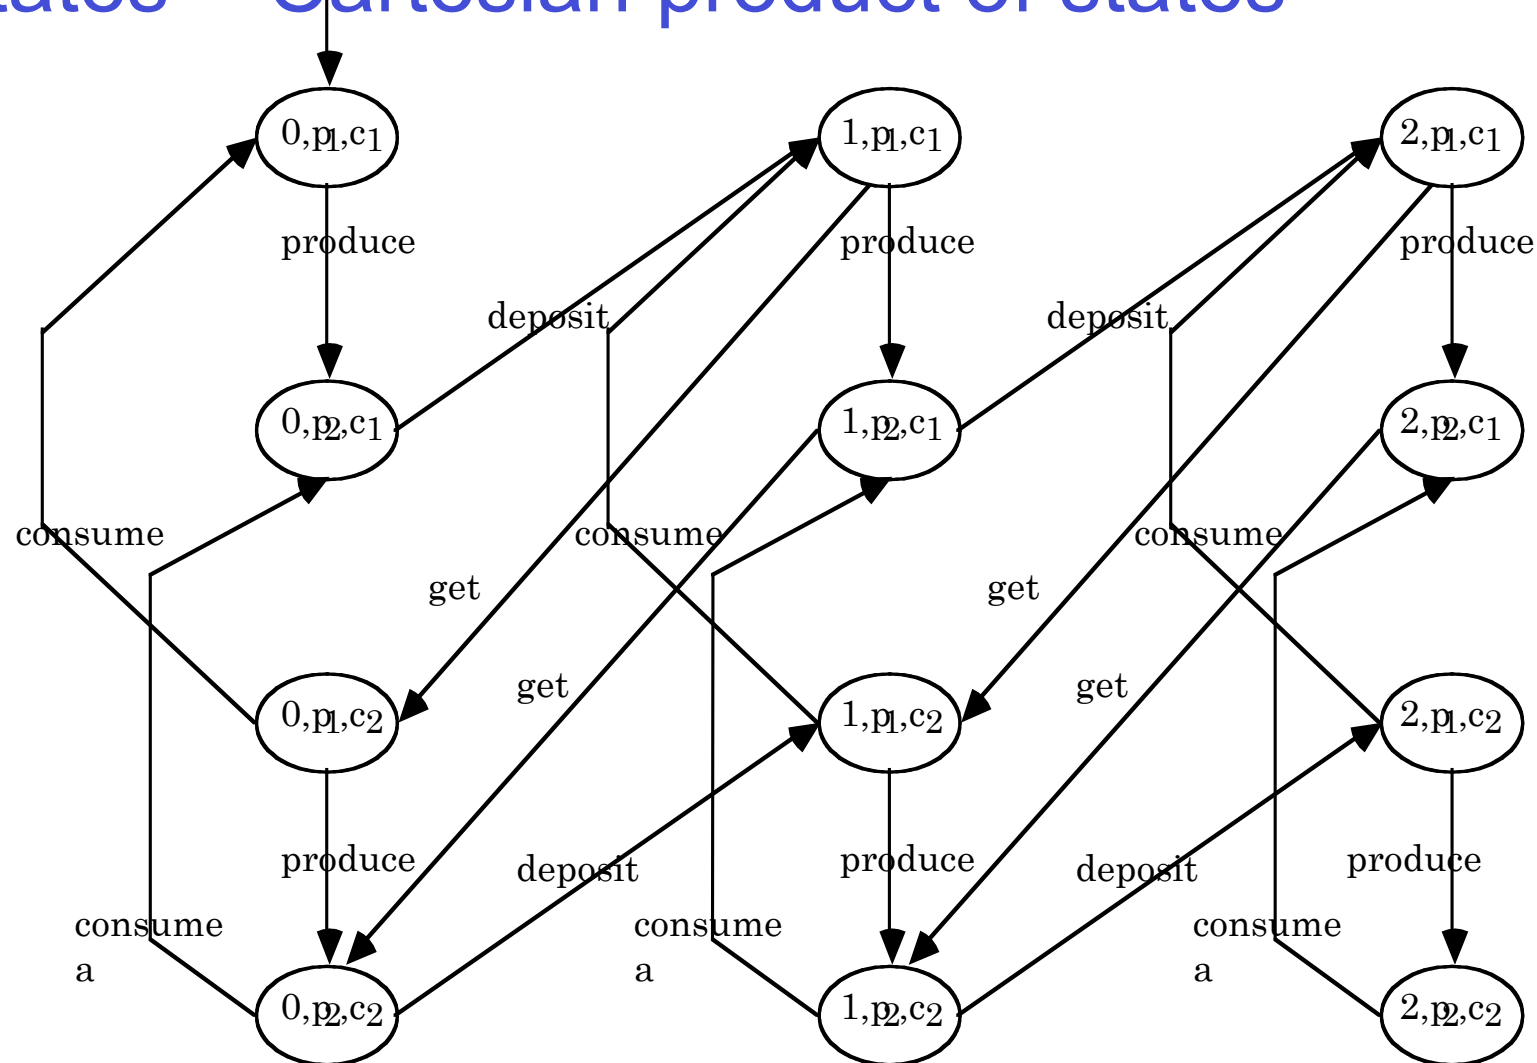 Cartesian product of states
0,p1,c1 1,p1,c1 2,p1,c1
produce produce produce
deposit deposit
0,p2,c1 1,p2,c1 2,p2,c1
consume consume consume
get get
get get
0,p1,c2 1,p1,c2 2,p1,c2
produce deposit produce deposit produce
consume consume consume
a a a
0,p2,c2 1,p2,c2 2,p2,c2